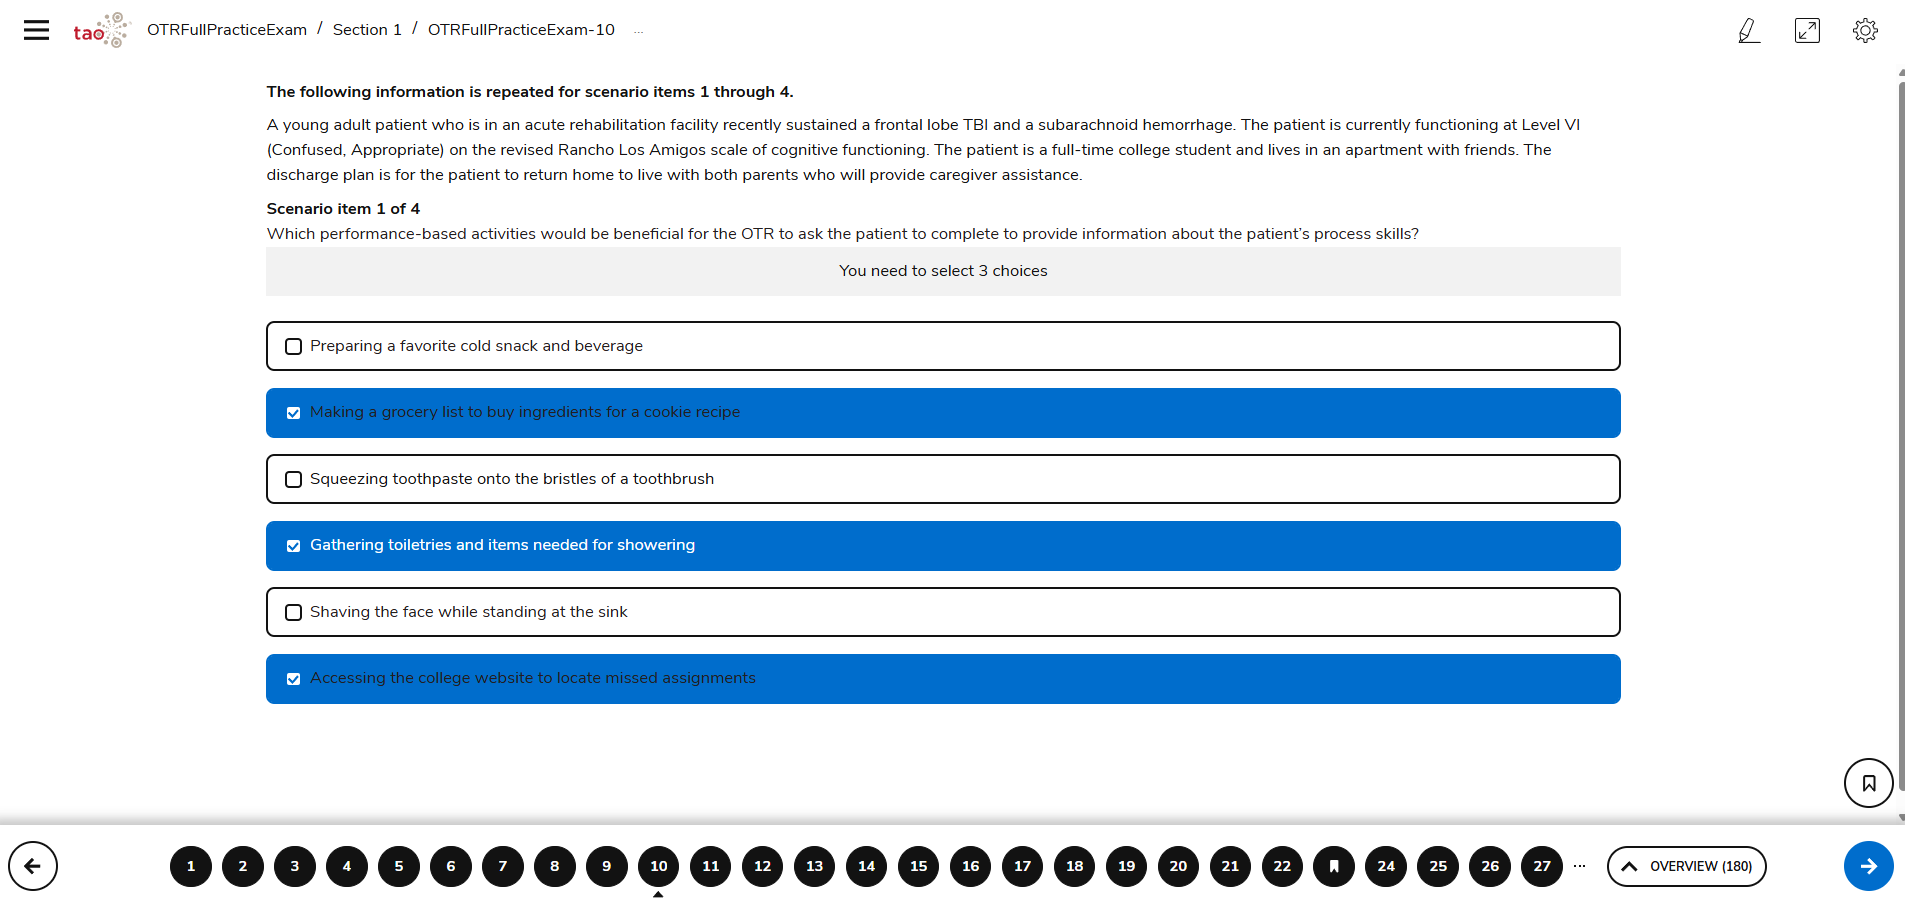 tao
OTRFullPracticeExam / Section 1 / OTRFullPracticeExam-10 ...
The following information is repeated for scenario items 1 through 4.
A young adult patient who is in an acute rehabilitation facility recently sustained a frontal lobe TBI and a subarachnoid hemorrhage. The patient is currently functioning at Level VI
(Confused, Appropriate) on the revised Rancho Los Amigos scale of cognitive functioning. The patient is a full-time college student and lives in an apartment with friends. The
discharge plan is for the patient to return home to live with both parents who will provide caregiver assistance.
Scenario item 1 of 4
Which performance-based activities would be beneficial for the OTR to ask the patient to complete to provide information about the patient's process skills?
You need to select 3 choices
Preparing a favorite cold snack and beverage
Making a grocery list to buy ingredients for a cookie recipe
Squeezing toothpaste onto the bristles of a toothbrush
Gathering toiletries and items needed for showering
Shaving the face while standing at the sink
Accessing the college website to locate missed assignments
1 2 3 4 5 6 7 8 9 10 11 12 13 14 15 16 17 18 19 20 21 22 24 25 26 27 ... OVERVIEW (180)